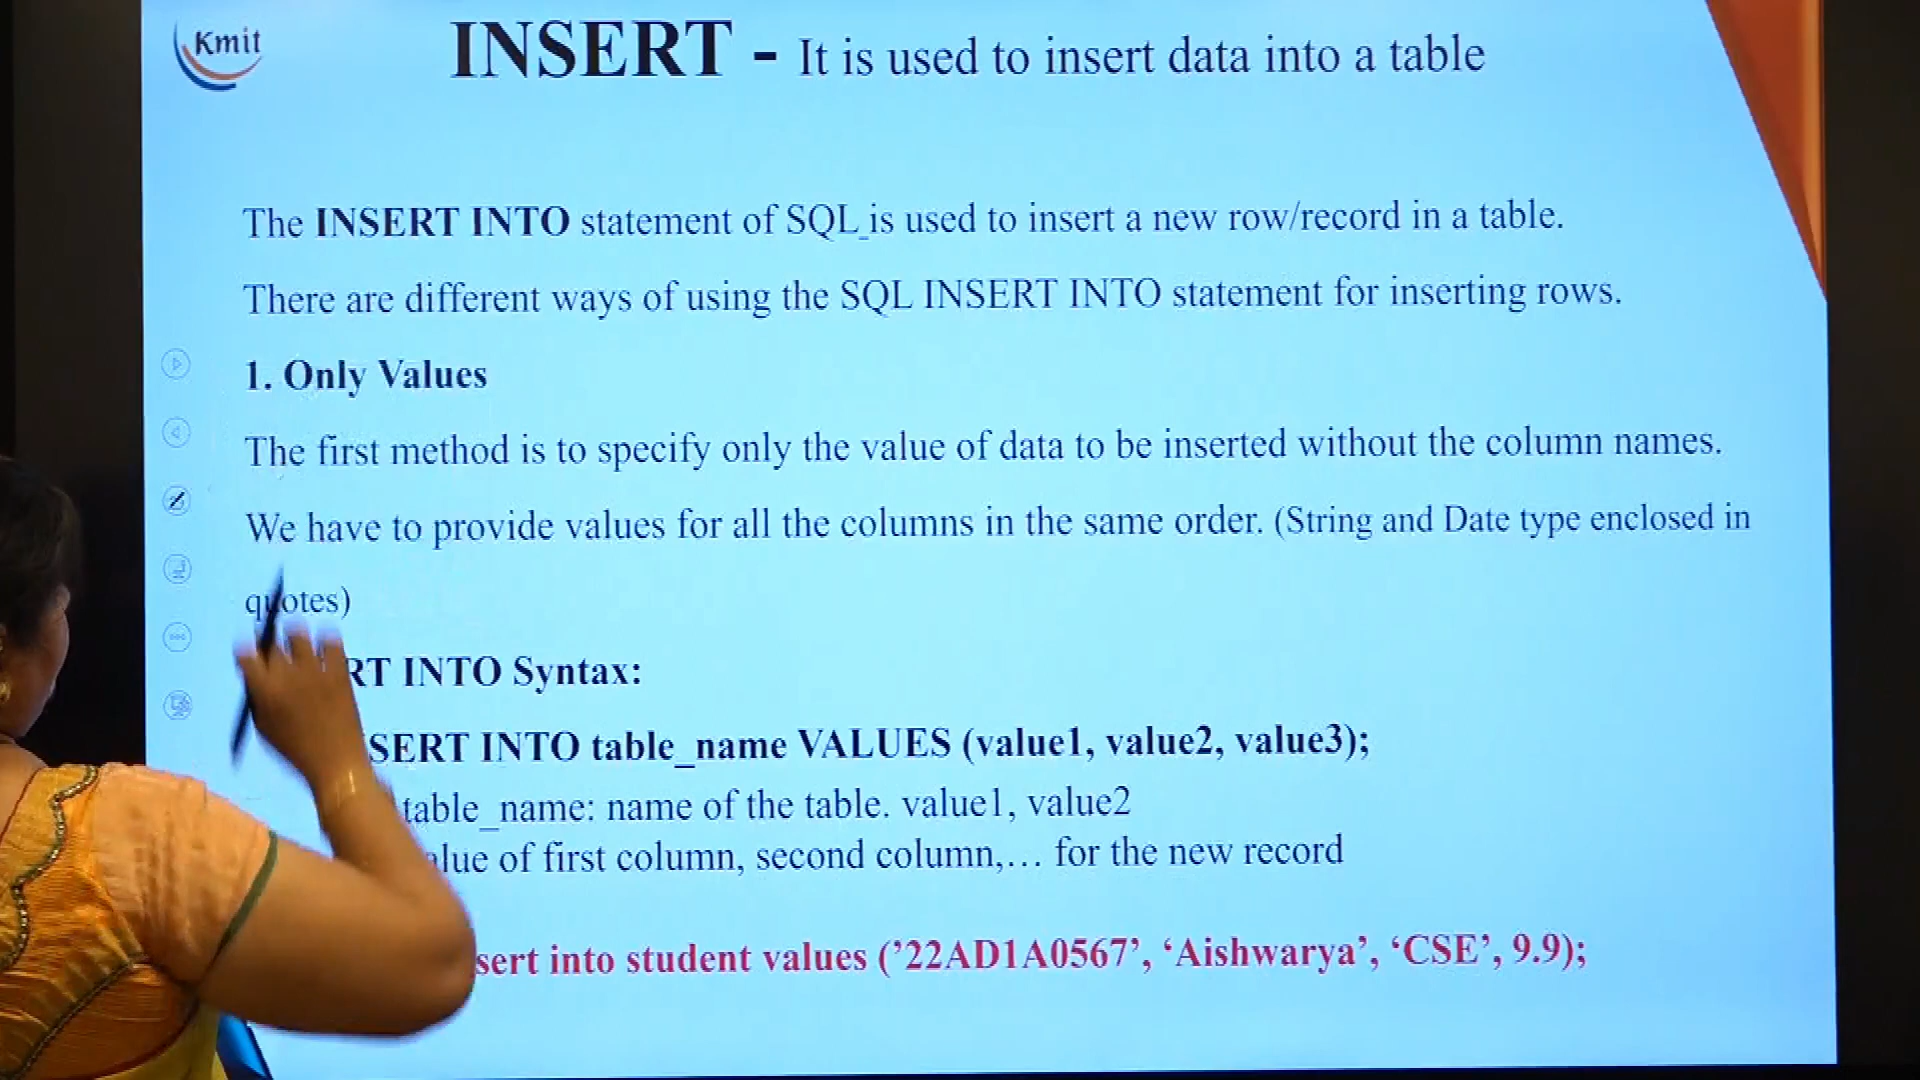 Kmit
INSERT - It is used to insert data into a table
The INSERT INTO statement of SQL is used to insert a new row/record in a table.
There are different ways of using the SQL INSERT INTO statement for inserting rows.
1. Only Values
The first method is to specify only the value of data to be inserted without the column names.
We have to provide values for all the columns in the same order. (String and Date type enclosed in
quotes)
RT INTO Syntax:
SERT INTO table_name VALUES (value1, value2, value3);
table_name: name of the table. value1, value2
alue of first column, second column,… for the new record
sert into student values (’22AD1A0567’, ‘Aishwarya’, ‘CSE’, 9.9);